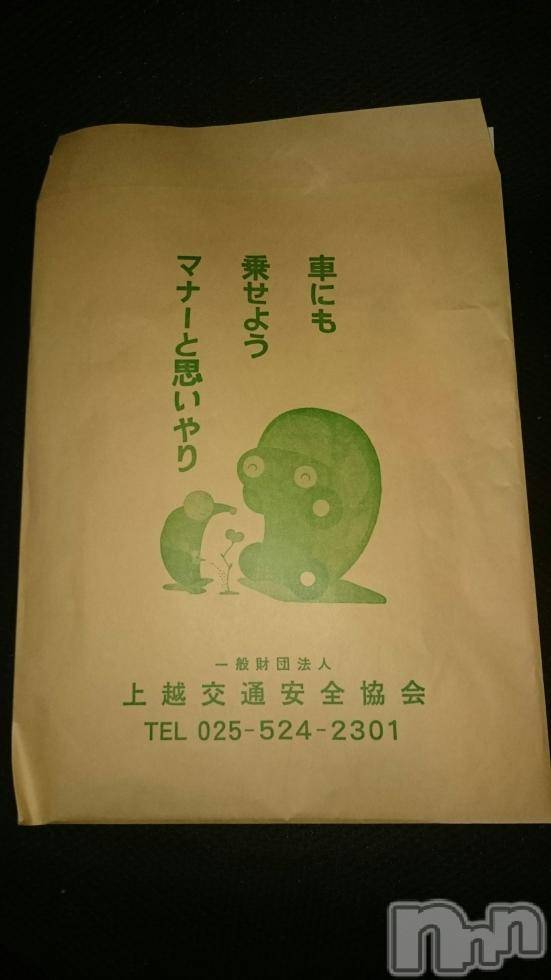 車にも
乗せよう
マナーと思いやり
一般財団法人
上越交通安全協会
TEL 025-524-2301
nnn